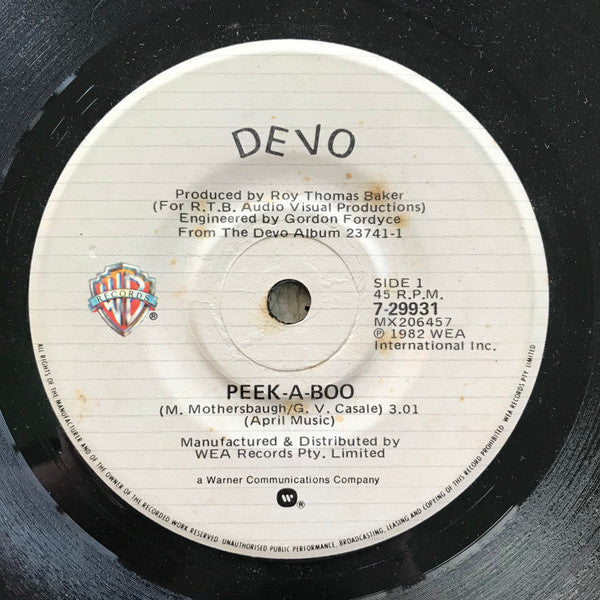 DEVO
Produced by Roy Thomas Baker
(For R.T.B. Audio Visual Productions)
Engineered by Gordon Fordyce
From The Devo Album 23741-1
WB
RECORDS
®
SIDE 1
45 R.P.M.
7-29931
MX206457
℗ 1982 WEA
International Inc.
PEEK-A-BOO
(M. Mothersbaugh/G. V. Casale) 3.01
(April Music)
Manufactured & Distributed by
WEA Records Pty. Limited
a Warner Communications Company
W ®
ALL RIGHTS OF THE MANUFACTURER AND OF THE OWNER OF THE RECORDED WORK RESERVED. UNAUTHORISED PUBLIC PERFORMANCE, BROADCASTING, LEASING AND COPYING OF THIS RECORD PROHIBITED. WEA RECORDS PTY. LIMITED